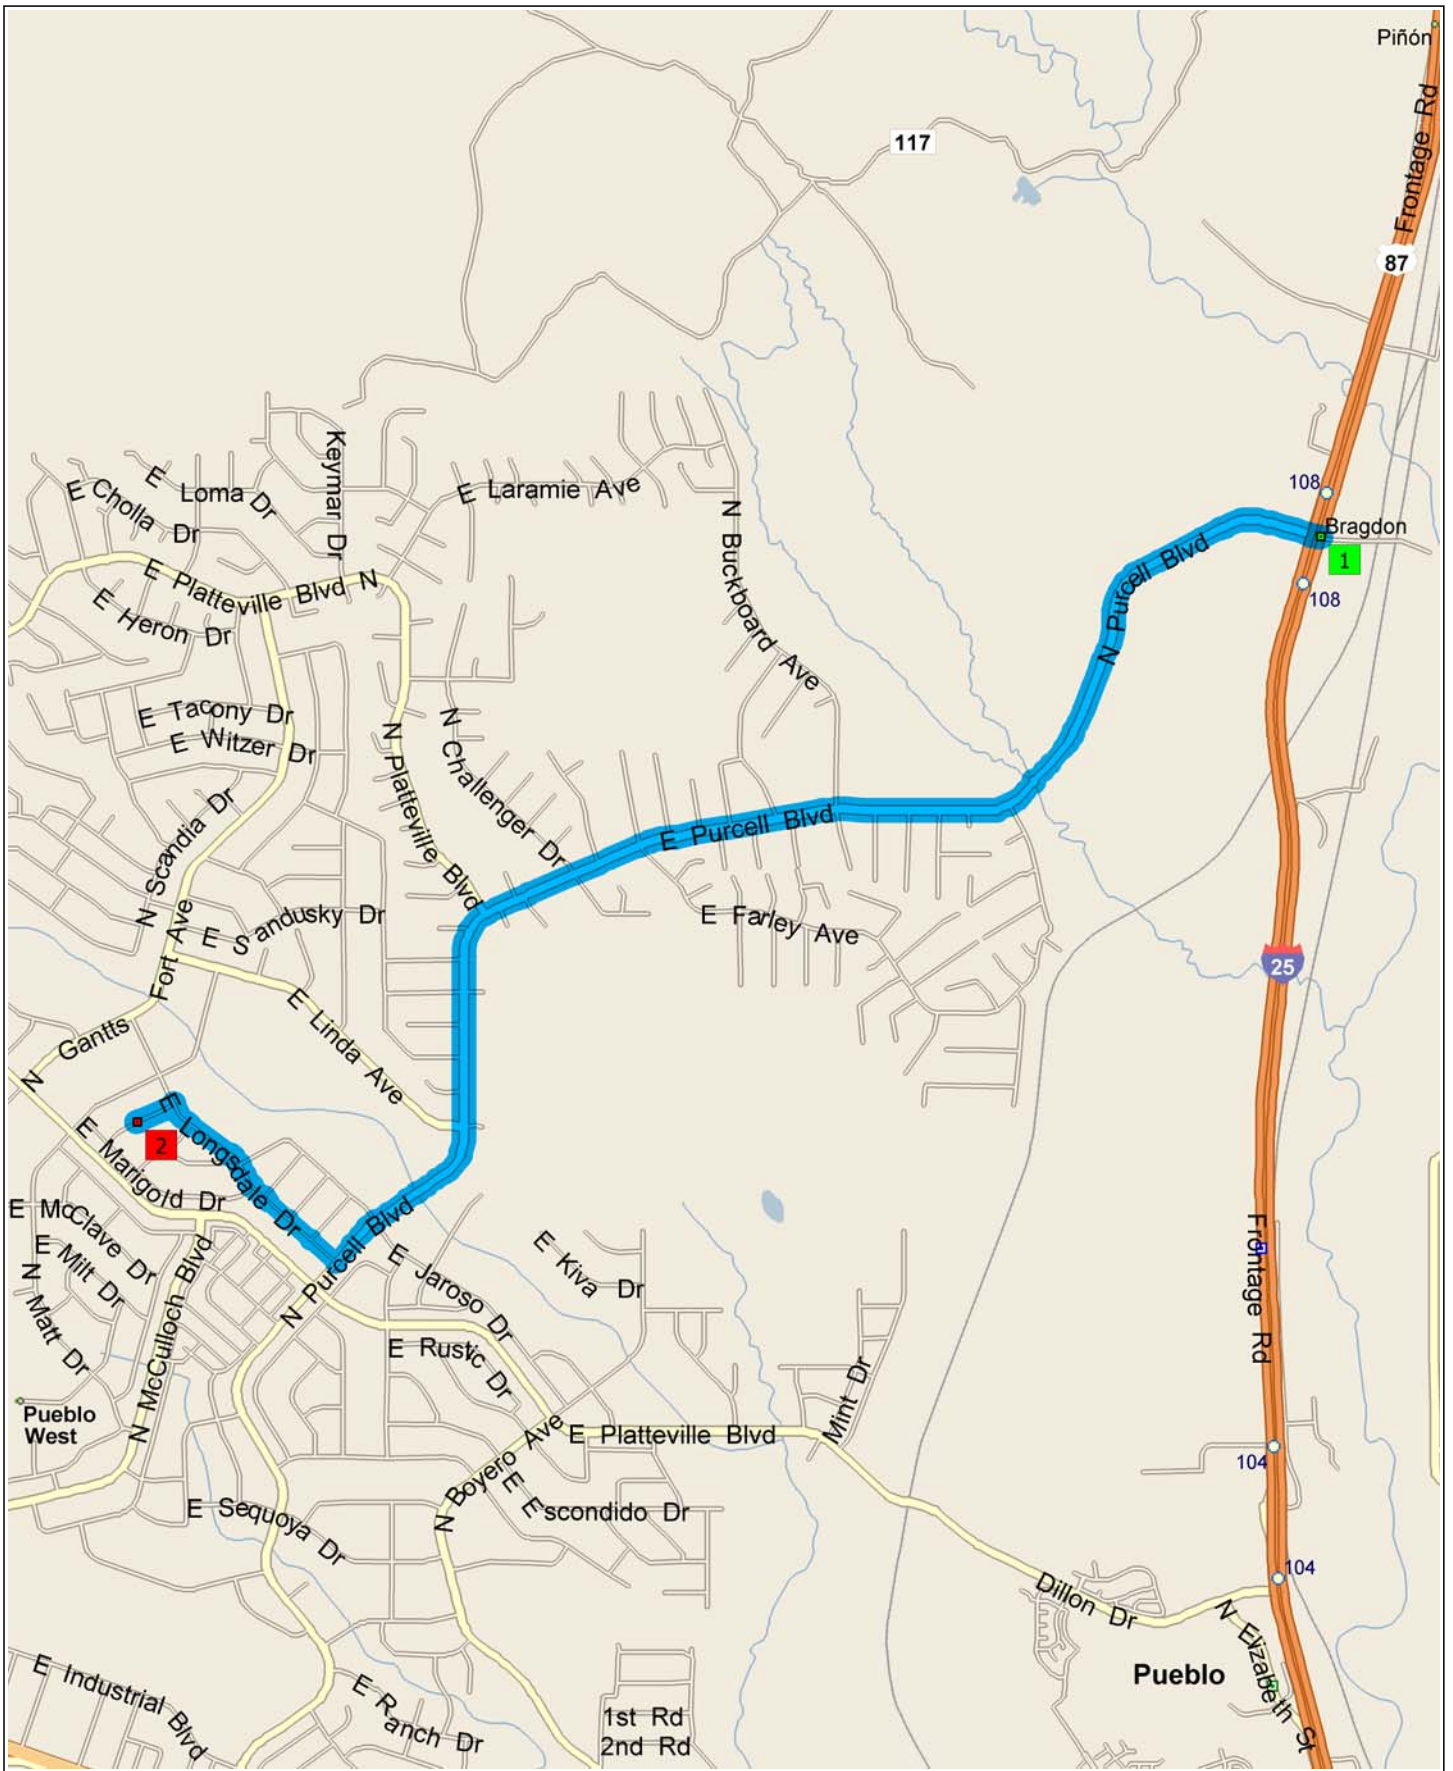 Piñón
Frontage Rd
117
87
Keymar Dr
E Loma Dr
E Cholla Dr
E Laramie Ave
108
N Buckboard Ave
Bragdon
1
N Purcell Blvd
E Platteville Blvd N
108
E Heron Dr
E Tacony Dr
N Challenger Dr
E Witzer Dr
N Platteville Blvd
N Scandia Dr
E Purcell Blvd
E Sandusky Dr
E Farley Ave
Fort Ave
25
E Linda Ave
Gantts
N
E Longsdale Dr
2
E Marigold Dr
E McClave Dr
N Purcell Blvd
E Jaroso Dr
E Kiva Dr
Frontage Rd
E Milt Dr
N Matt Dr
N McCulloch Blvd
E Rustic Dr
Mint Dr
Pueblo
West
N Boyero Ave
E Platteville Blvd
104
E Escondido Dr
E Sequoya Dr
104
Dillon Dr
N Elizabeth St
Pueblo
E Industrial Blvd
E Ranch Dr
1st Rd
2nd Rd